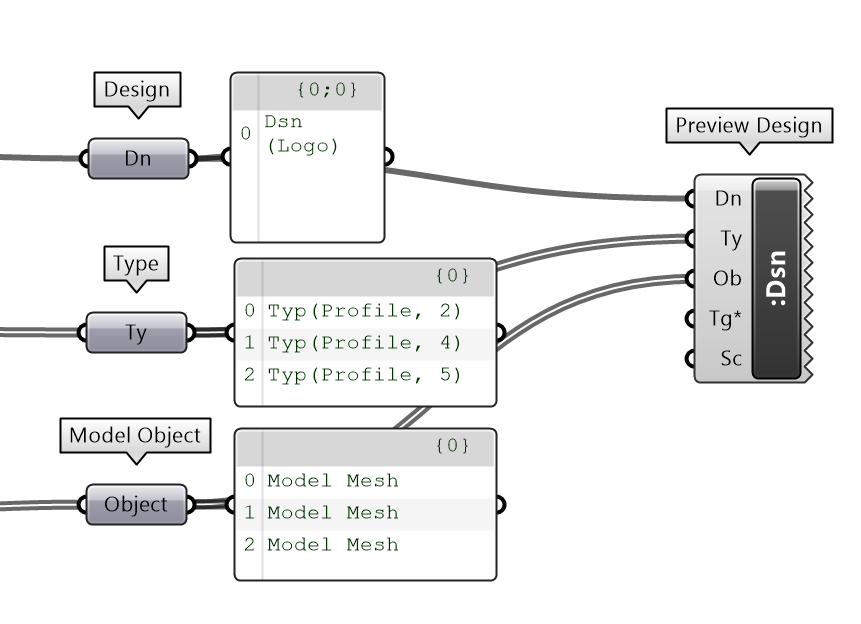 Design
{0;0}
Dn
0 Dsn
(Logo)
Preview Design
Dn
Ty
Ob
Tg*
Sc
:Dsn
Type
{0}
Ty
0 Typ(Profile, 2)
1 Typ(Profile, 4)
2 Typ(Profile, 5)
Model Object
{0}
Object
0 Model Mesh
1 Model Mesh
2 Model Mesh